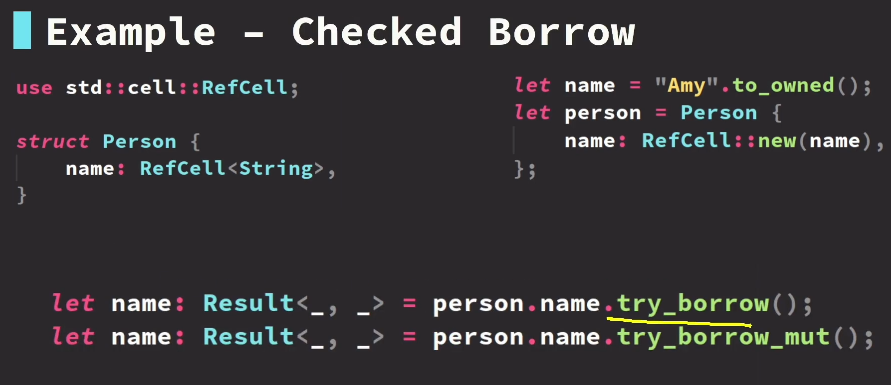 Example – Checked Borrow
use std::cell::RefCell;
struct Person {
name: RefCell<String>,
}
let name = "Amy".to_owned();
let person = Person {
name: RefCell::new(name),
};
let name: Result<_, _> = person.name.try_borrow();
let name: Result<_, _> = person.name.try_borrow_mut();